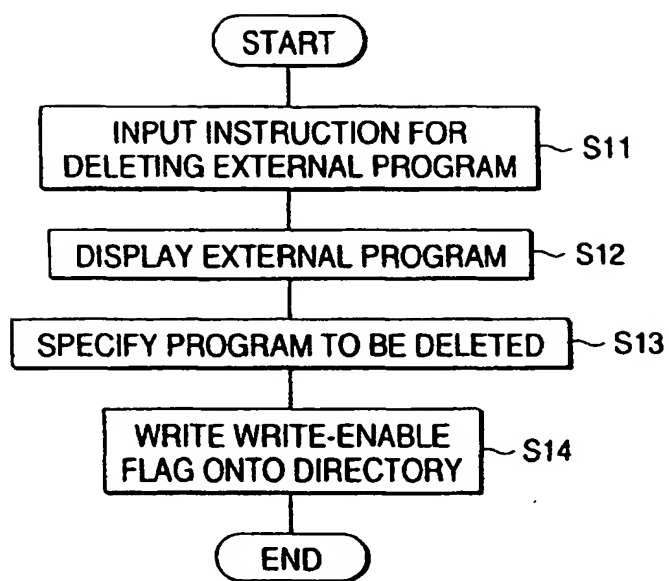 START
INPUT INSTRUCTION FOR
DELETING EXTERNAL PROGRAM
S11
DISPLAY EXTERNAL PROGRAM
S12
SPECIFY PROGRAM TO BE DELETED
S13
WRITE WRITE-ENABLE
FLAG ONTO DIRECTORY
S14
END